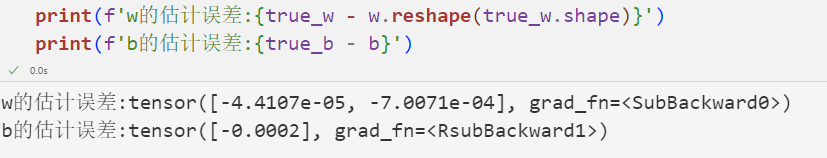 print(f'w的估计误差:{true_w - w.reshape(true_w.shape)}')
print(f'b的估计误差:{true_b - b}')
✓ 0.0s
w的估计误差:tensor([-4.4107e-05, -7.0071e-04], grad_fn=<SubBackward0>)
b的估计误差:tensor([-0.0002], grad_fn=<RsubBackward1>)